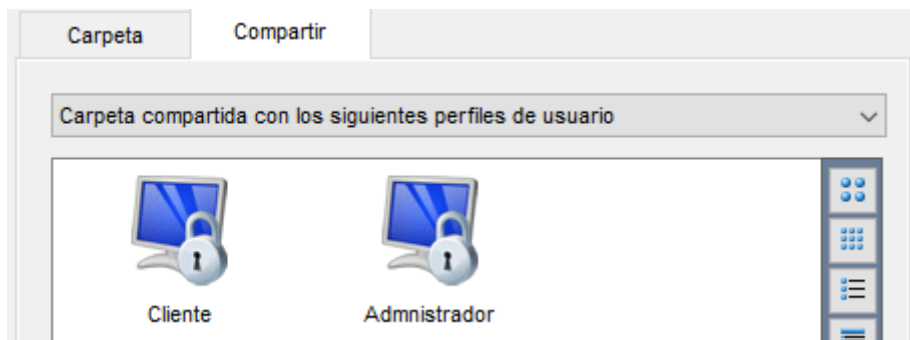 Carpeta Compartir
Carpeta compartida con los siguientes perfiles de usuario
Cliente Admnistrador